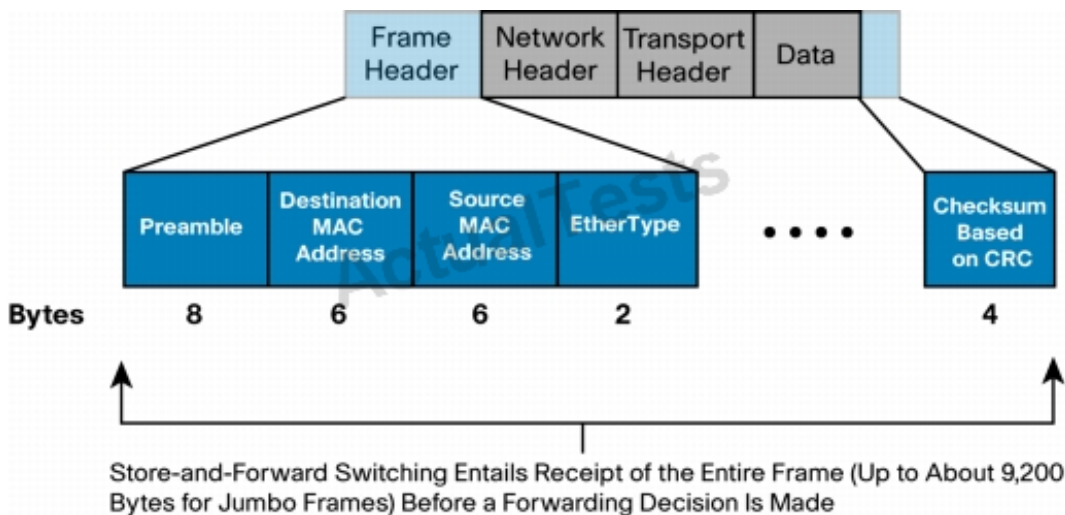 Frame Header
Network Header
Transport Header
Data
Preamble
Destination MAC Address
Source MAC Address
EtherType
Checksum Based on CRC
Bytes 8 6 6 2 4
ActualTests
Store-and-Forward Switching Entails Receipt of the Entire Frame (Up to About 9,200
Bytes for Jumbo Frames) Before a Forwarding Decision Is Made